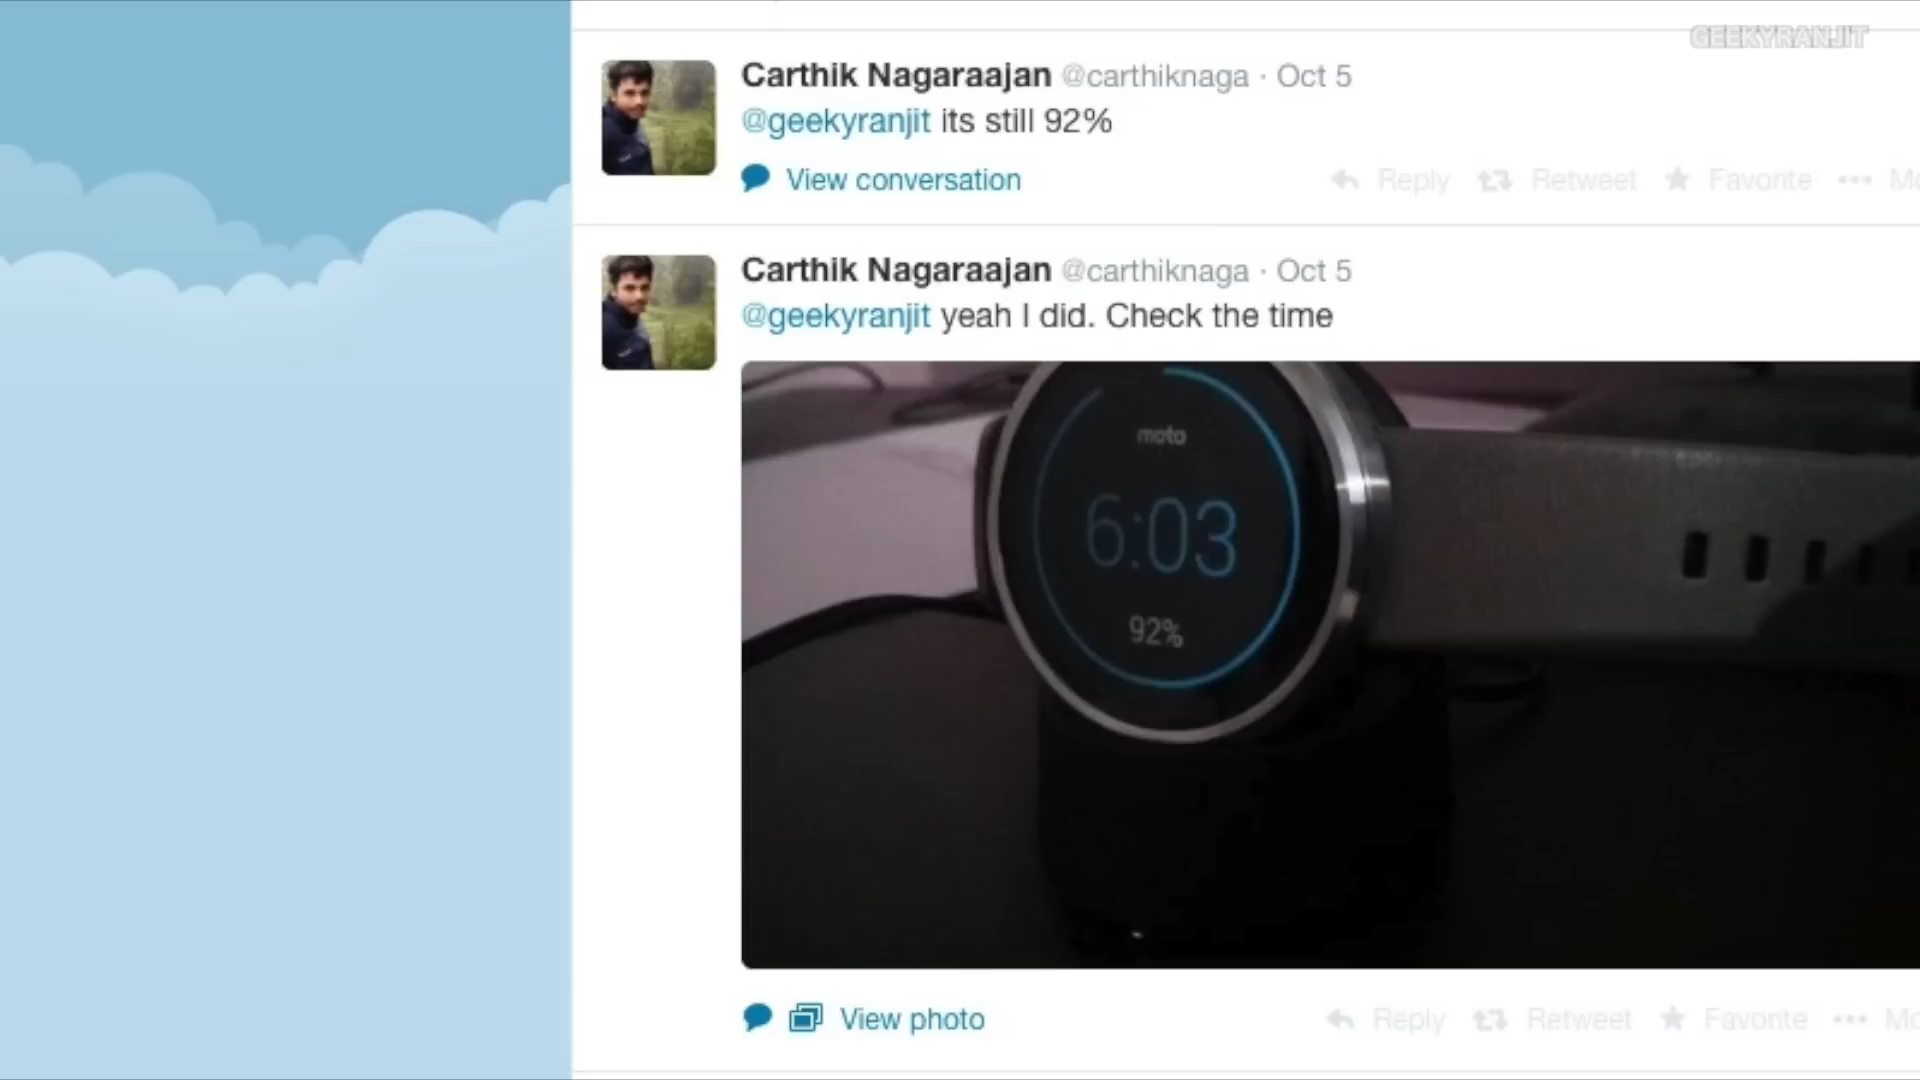 GEEKYRANJIT
Carthik Nagaraajan @carthiknaga · Oct 5
@geekyranjit its still 92%
View conversation
Reply Retweet Favorite
Carthik Nagaraajan @carthiknaga · Oct 5
@geekyranjit yeah I did. Check the time
moto
6:03
92%
View photo
Reply Retweet Favorite